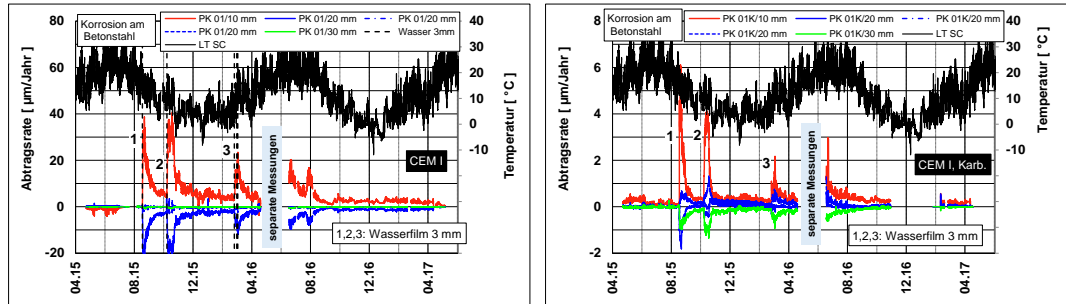 Korrosion am
Betonstahl
PK 01/10 mm
PK 01/20 mm
PK 01/20 mm
PK 01/20 mm
PK 01/30 mm
Wasser 3mm
LT SC
Abtragsrate [ µm/Jahr]
80
60
40
20
0
-20
Temperatur [ °C]
40
30
20
10
0
-10
1
2
3
separate Messungen
CEM I
1,2,3: Wasserfilm 3 mm
04.15
08.15
12.15
04.16
08.16
12.16
04.17
Korrosion am
Betonstahl
PK 01K/10 mm
PK 01K/20 mm
PK 01K/20 mm
PK 01K/20 mm
PK 01K/30 mm
LT SC
Abtragsrate [ µm/Jahr]
8
6
4
2
0
-2
Temperatur [ °C]
40
30
20
10
0
-10
1
2
3
separate Messungen
CEM I, Karb.
1,2,3: Wasserfilm 3 mm
04.15
08.15
12.15
04.16
08.16
12.16
04.17